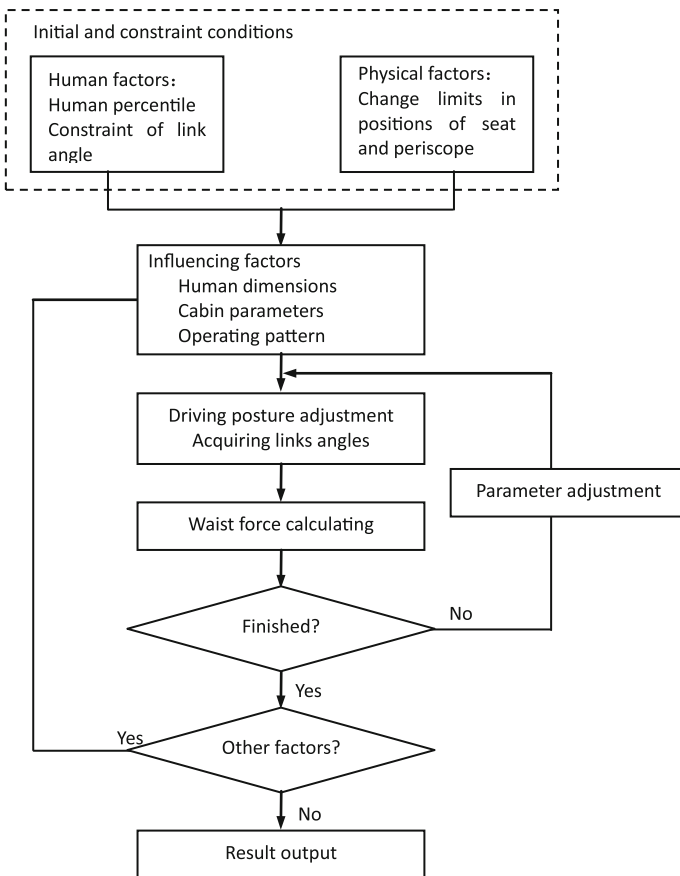 Initial and constraint conditions
Human factors：
Human percentile
Constraint of link
angle
Physical factors：
Change limits in
positions of seat
and periscope
Influencing factors
Human dimensions
Cabin parameters
Operating pattern
Driving posture adjustment
Acquiring links angles
Parameter adjustment
Waist force calculating
Finished?
No
Yes
Yes
Other factors?
No
Result output